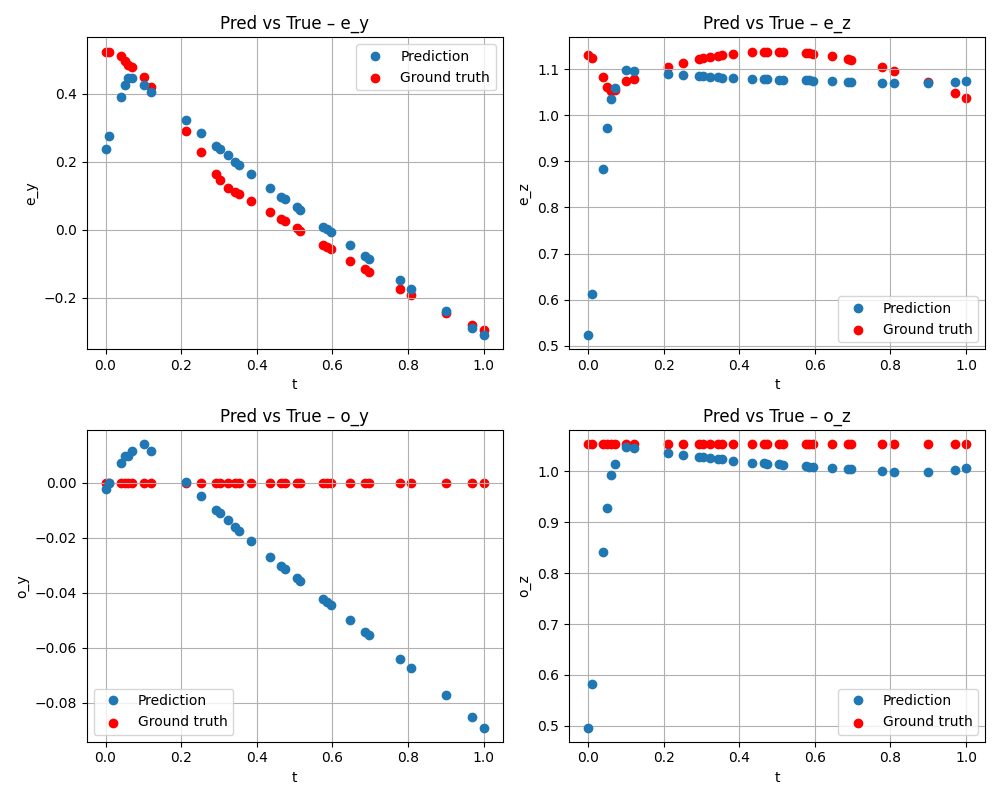 Pred vs True – e_y
e_y
0.4
0.2
0.0
−0.2
0.0 0.2 0.4 0.6 0.8 1.0
t
Prediction
Ground truth
Pred vs True – e_z
e_z
1.1
1.0
0.9
0.8
0.7
0.6
0.5
0.0 0.2 0.4 0.6 0.8 1.0
t
Prediction
Ground truth
Pred vs True – o_y
o_y
0.00
−0.02
−0.04
−0.06
−0.08
0.0 0.2 0.4 0.6 0.8 1.0
t
Prediction
Ground truth
Pred vs True – o_z
o_z
1.0
0.9
0.8
0.7
0.6
0.5
0.0 0.2 0.4 0.6 0.8 1.0
t
Prediction
Ground truth